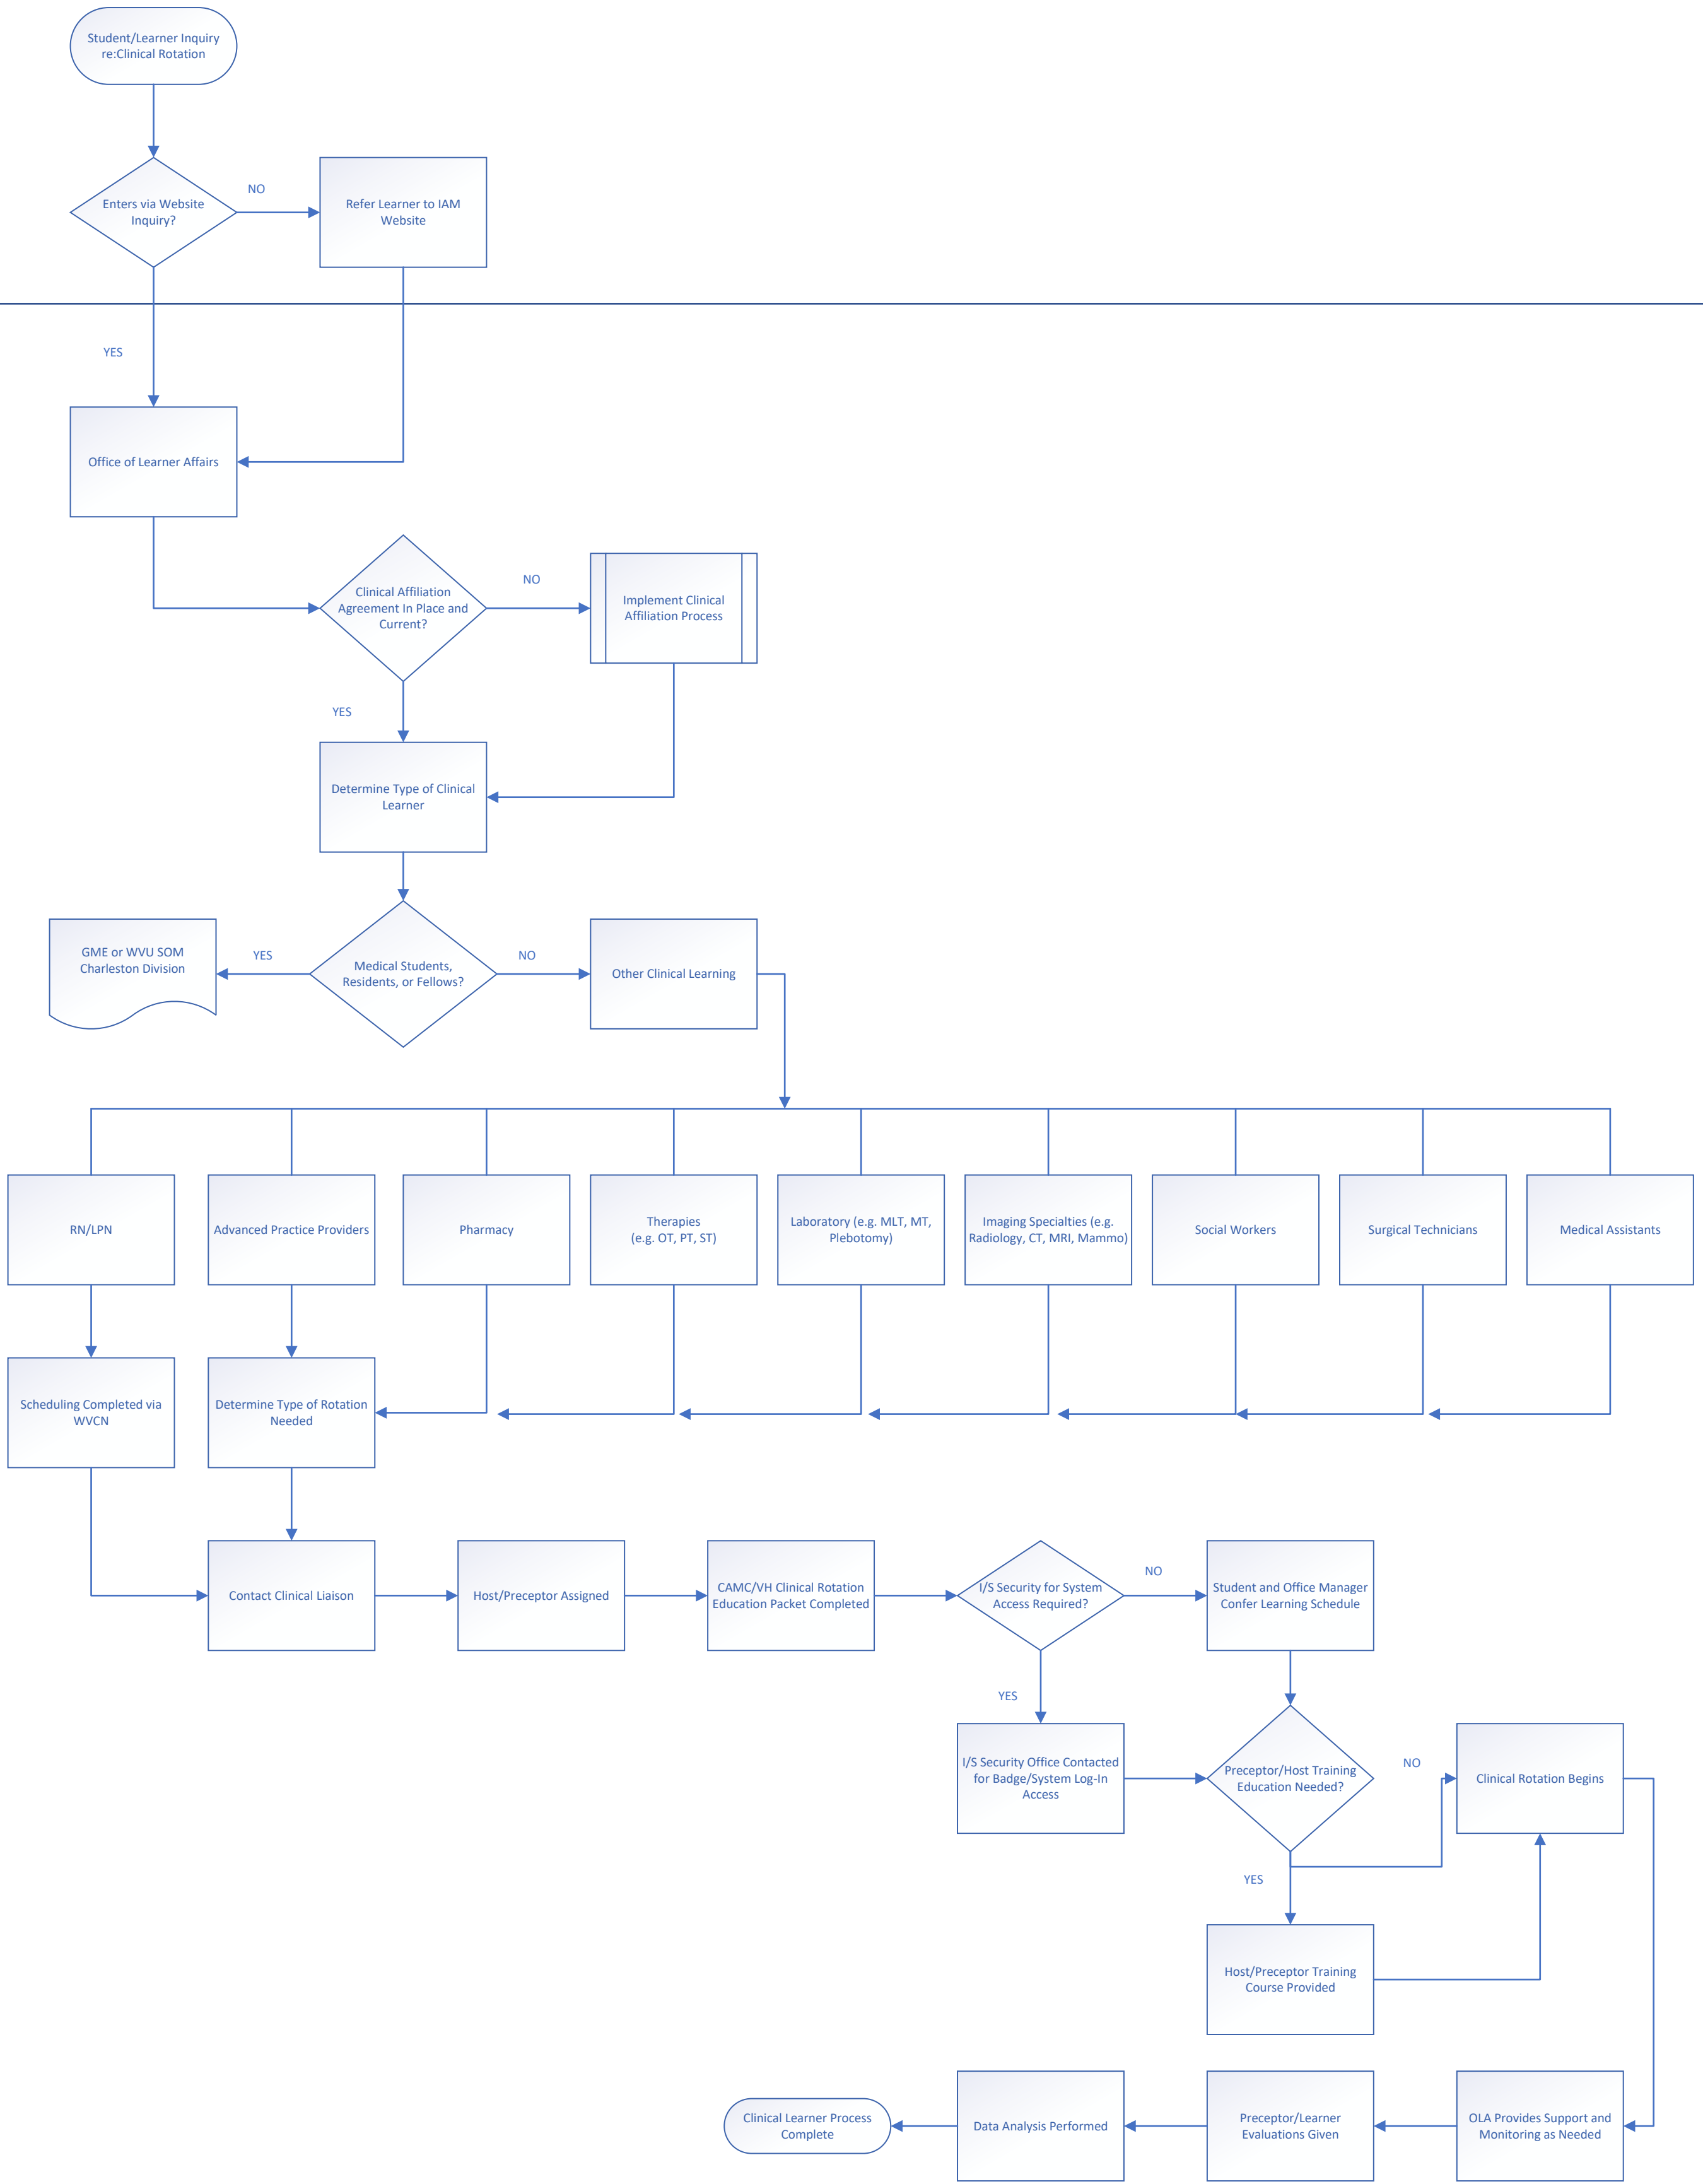 Student/Learner Inquiry
re:Clinical Rotation
Enters via Website
Inquiry?
NO
Refer Learner to IAM
Website
YES
Office of Learner Affairs
Clinical Affiliation
Agreement In Place and
Current?
NO
Implement Clinical
Affiliation Process
YES
Determine Type of Clinical
Learner
GME or WVU SOM
Charleston Division
YES
Medical Students,
Residents, or Fellows?
NO
Other Clinical Learning
RN/LPN
Advanced Practice Providers
Pharmacy
Therapies
(e.g. OT, PT, ST)
Laboratory (e.g. MLT, MT,
Plebotomy)
Imaging Specialties (e.g.
Radiology, CT, MRI, Mammo)
Social Workers
Surgical Technicians
Medical Assistants
Scheduling Completed via
WVCN
Determine Type of Rotation
Needed
Contact Clinical Liaison
Host/Preceptor Assigned
CAMC/VH Clinical Rotation
Education Packet Completed
I/S Security for System
Access Required?
NO
Student and Office Manager
Confer Learning Schedule
YES
I/S Security Office Contacted
for Badge/System Log-In
Access
Preceptor/Host Training
Education Needed?
NO
Clinical Rotation Begins
YES
Host/Preceptor Training
Course Provided
Clinical Learner Process
Complete
Data Analysis Performed
Preceptor/Learner
Evaluations Given
OLA Provides Support and
Monitoring as Needed